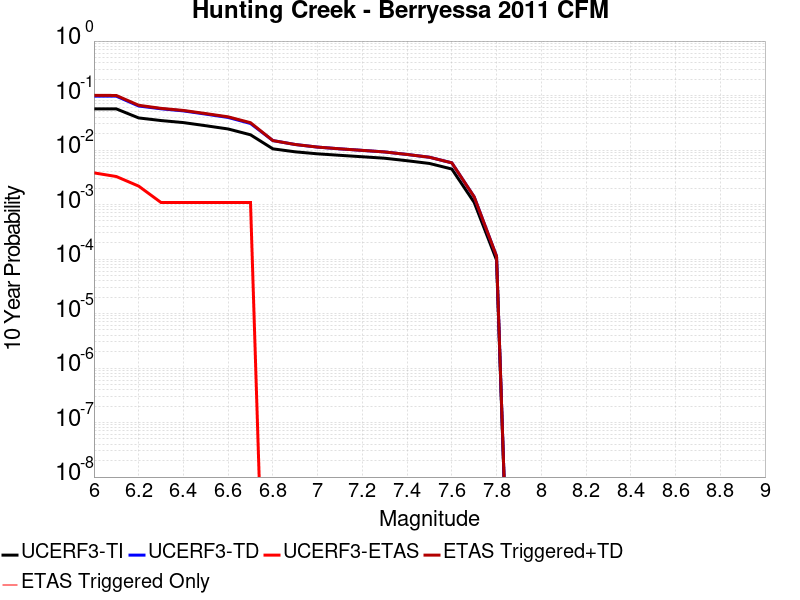 Hunting Creek - Berryessa 2011 CFM
10^0
10^-1
10^-2
10^-3
10^-4
10^-5
10^-6
10^-7
10^-8
10 Year Probability
6 6.2 6.4 6.6 6.8 7 7.2 7.4 7.6 7.8 8 8.2 8.4 8.6 8.8 9
Magnitude
UCERF3-TI UCERF3-TD UCERF3-ETAS ETAS Triggered+TD
ETAS Triggered Only